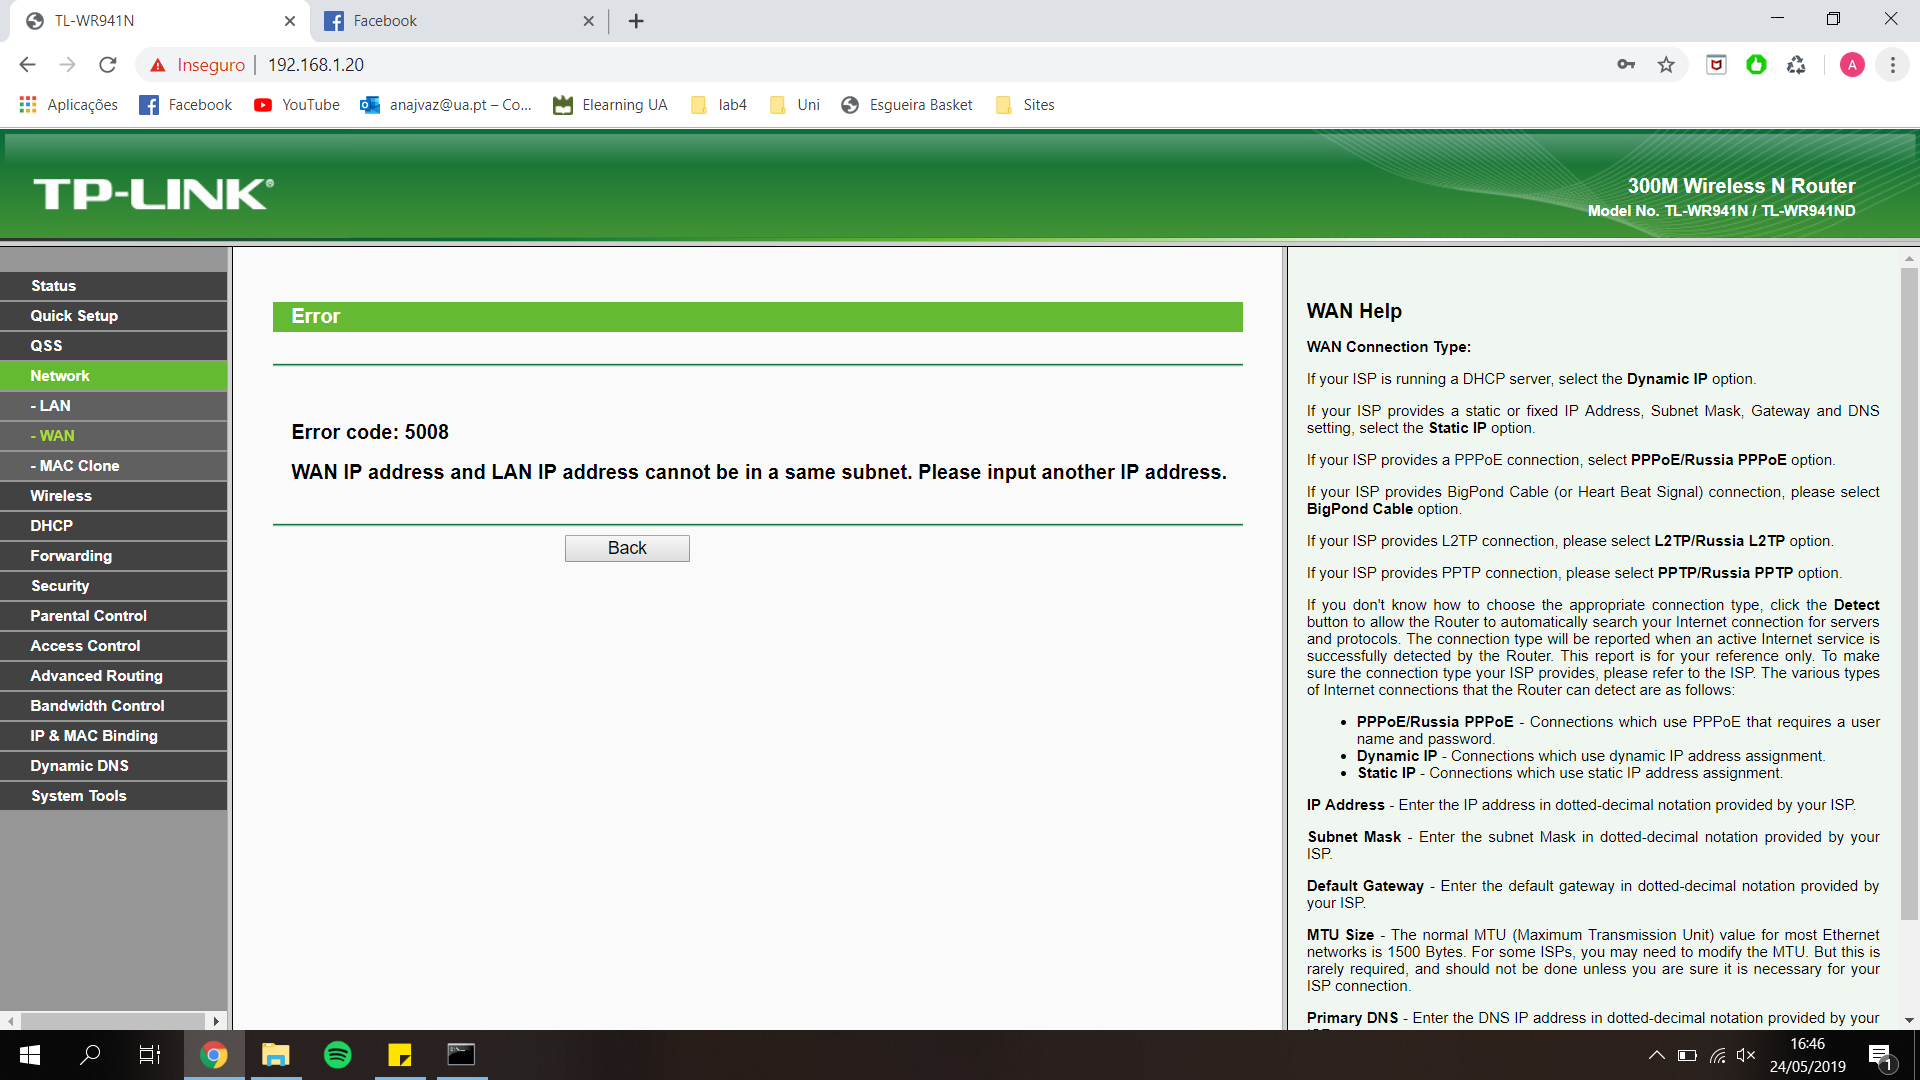 TL-WR941N
Facebook
Inseguro
192.168.1.20
A
Aplicações
Facebook
YouTube
anajvaz@ua.pt – Co...
Elearning UA
lab4
Uni
Esgueira Basket
Sites
TP-LINK®
300M Wireless N Router
Model No. TL-WR941N / TL-WR941ND
Status
Quick Setup
QSS
Network
- LAN
- WAN
- MAC Clone
Wireless
DHCP
Forwarding
Security
Parental Control
Access Control
Advanced Routing
Bandwidth Control
IP & MAC Binding
Dynamic DNS
System Tools
Error
Error code: 5008
WAN IP address and LAN IP address cannot be in a same subnet. Please input another IP address.
Back
WAN Help
WAN Connection Type:
If your ISP is running a DHCP server, select the Dynamic IP option.
If your ISP provides a static or fixed IP Address, Subnet Mask, Gateway and DNS
setting, select the Static IP option.
If your ISP provides a PPPoE connection, select PPPoE/Russia PPPoE option.
If your ISP provides BigPond Cable (or Heart Beat Signal) connection, please select
BigPond Cable option.
If your ISP provides L2TP connection, please select L2TP/Russia L2TP option.
If your ISP provides PPTP connection, please select PPTP/Russia PPTP option.
If you don't know how to choose the appropriate connection type, click the Detect
button to allow the Router to automatically search your Internet connection for servers
and protocols. The connection type will be reported when an active Internet service is
successfully detected by the Router. This report is for your reference only. To make
sure the connection type your ISP provides, please refer to the ISP. The various types
of Internet connections that the Router can detect are as follows:
• PPPoE/Russia PPPoE - Connections which use PPPoE that requires a user
name and password.
• Dynamic IP - Connections which use dynamic IP address assignment.
• Static IP - Connections which use static IP address assignment.
IP Address - Enter the IP address in dotted-decimal notation provided by your ISP.
Subnet Mask - Enter the subnet Mask in dotted-decimal notation provided by your
ISP.
Default Gateway - Enter the default gateway in dotted-decimal notation provided by
your ISP.
MTU Size - The normal MTU (Maximum Transmission Unit) value for most Ethernet
networks is 1500 Bytes. For some ISPs, you may need to modify the MTU. But this is
rarely required, and should not be done unless you are sure it is necessary for your
ISP connection.
Primary DNS - Enter the DNS IP address in dotted-decimal notation provided by your
16:46
24/05/2019
1